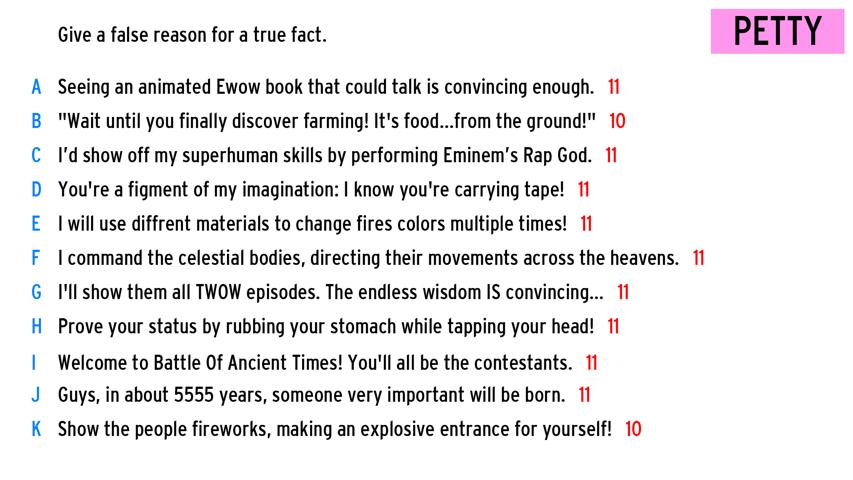 Give a false reason for a true fact.
PETTY
A Seeing an animated Ewow book that could talk is convincing enough. 11
B "Wait until you finally discover farming! It's food...from the ground!" 10
C I’d show off my superhuman skills by performing Eminem’s Rap God. 11
D You're a figment of my imagination: I know you're carrying tape! 11
E I will use diffrent materials to change fires colors multiple times! 11
F I command the celestial bodies, directing their movements across the heavens. 11
G I'll show them all TWOW episodes. The endless wisdom IS convincing... 11
H Prove your status by rubbing your stomach while tapping your head! 11
I Welcome to Battle Of Ancient Times! You'll all be the contestants. 11
J Guys, in about 5555 years, someone very important will be born. 11
K Show the people fireworks, making an explosive entrance for yourself! 10